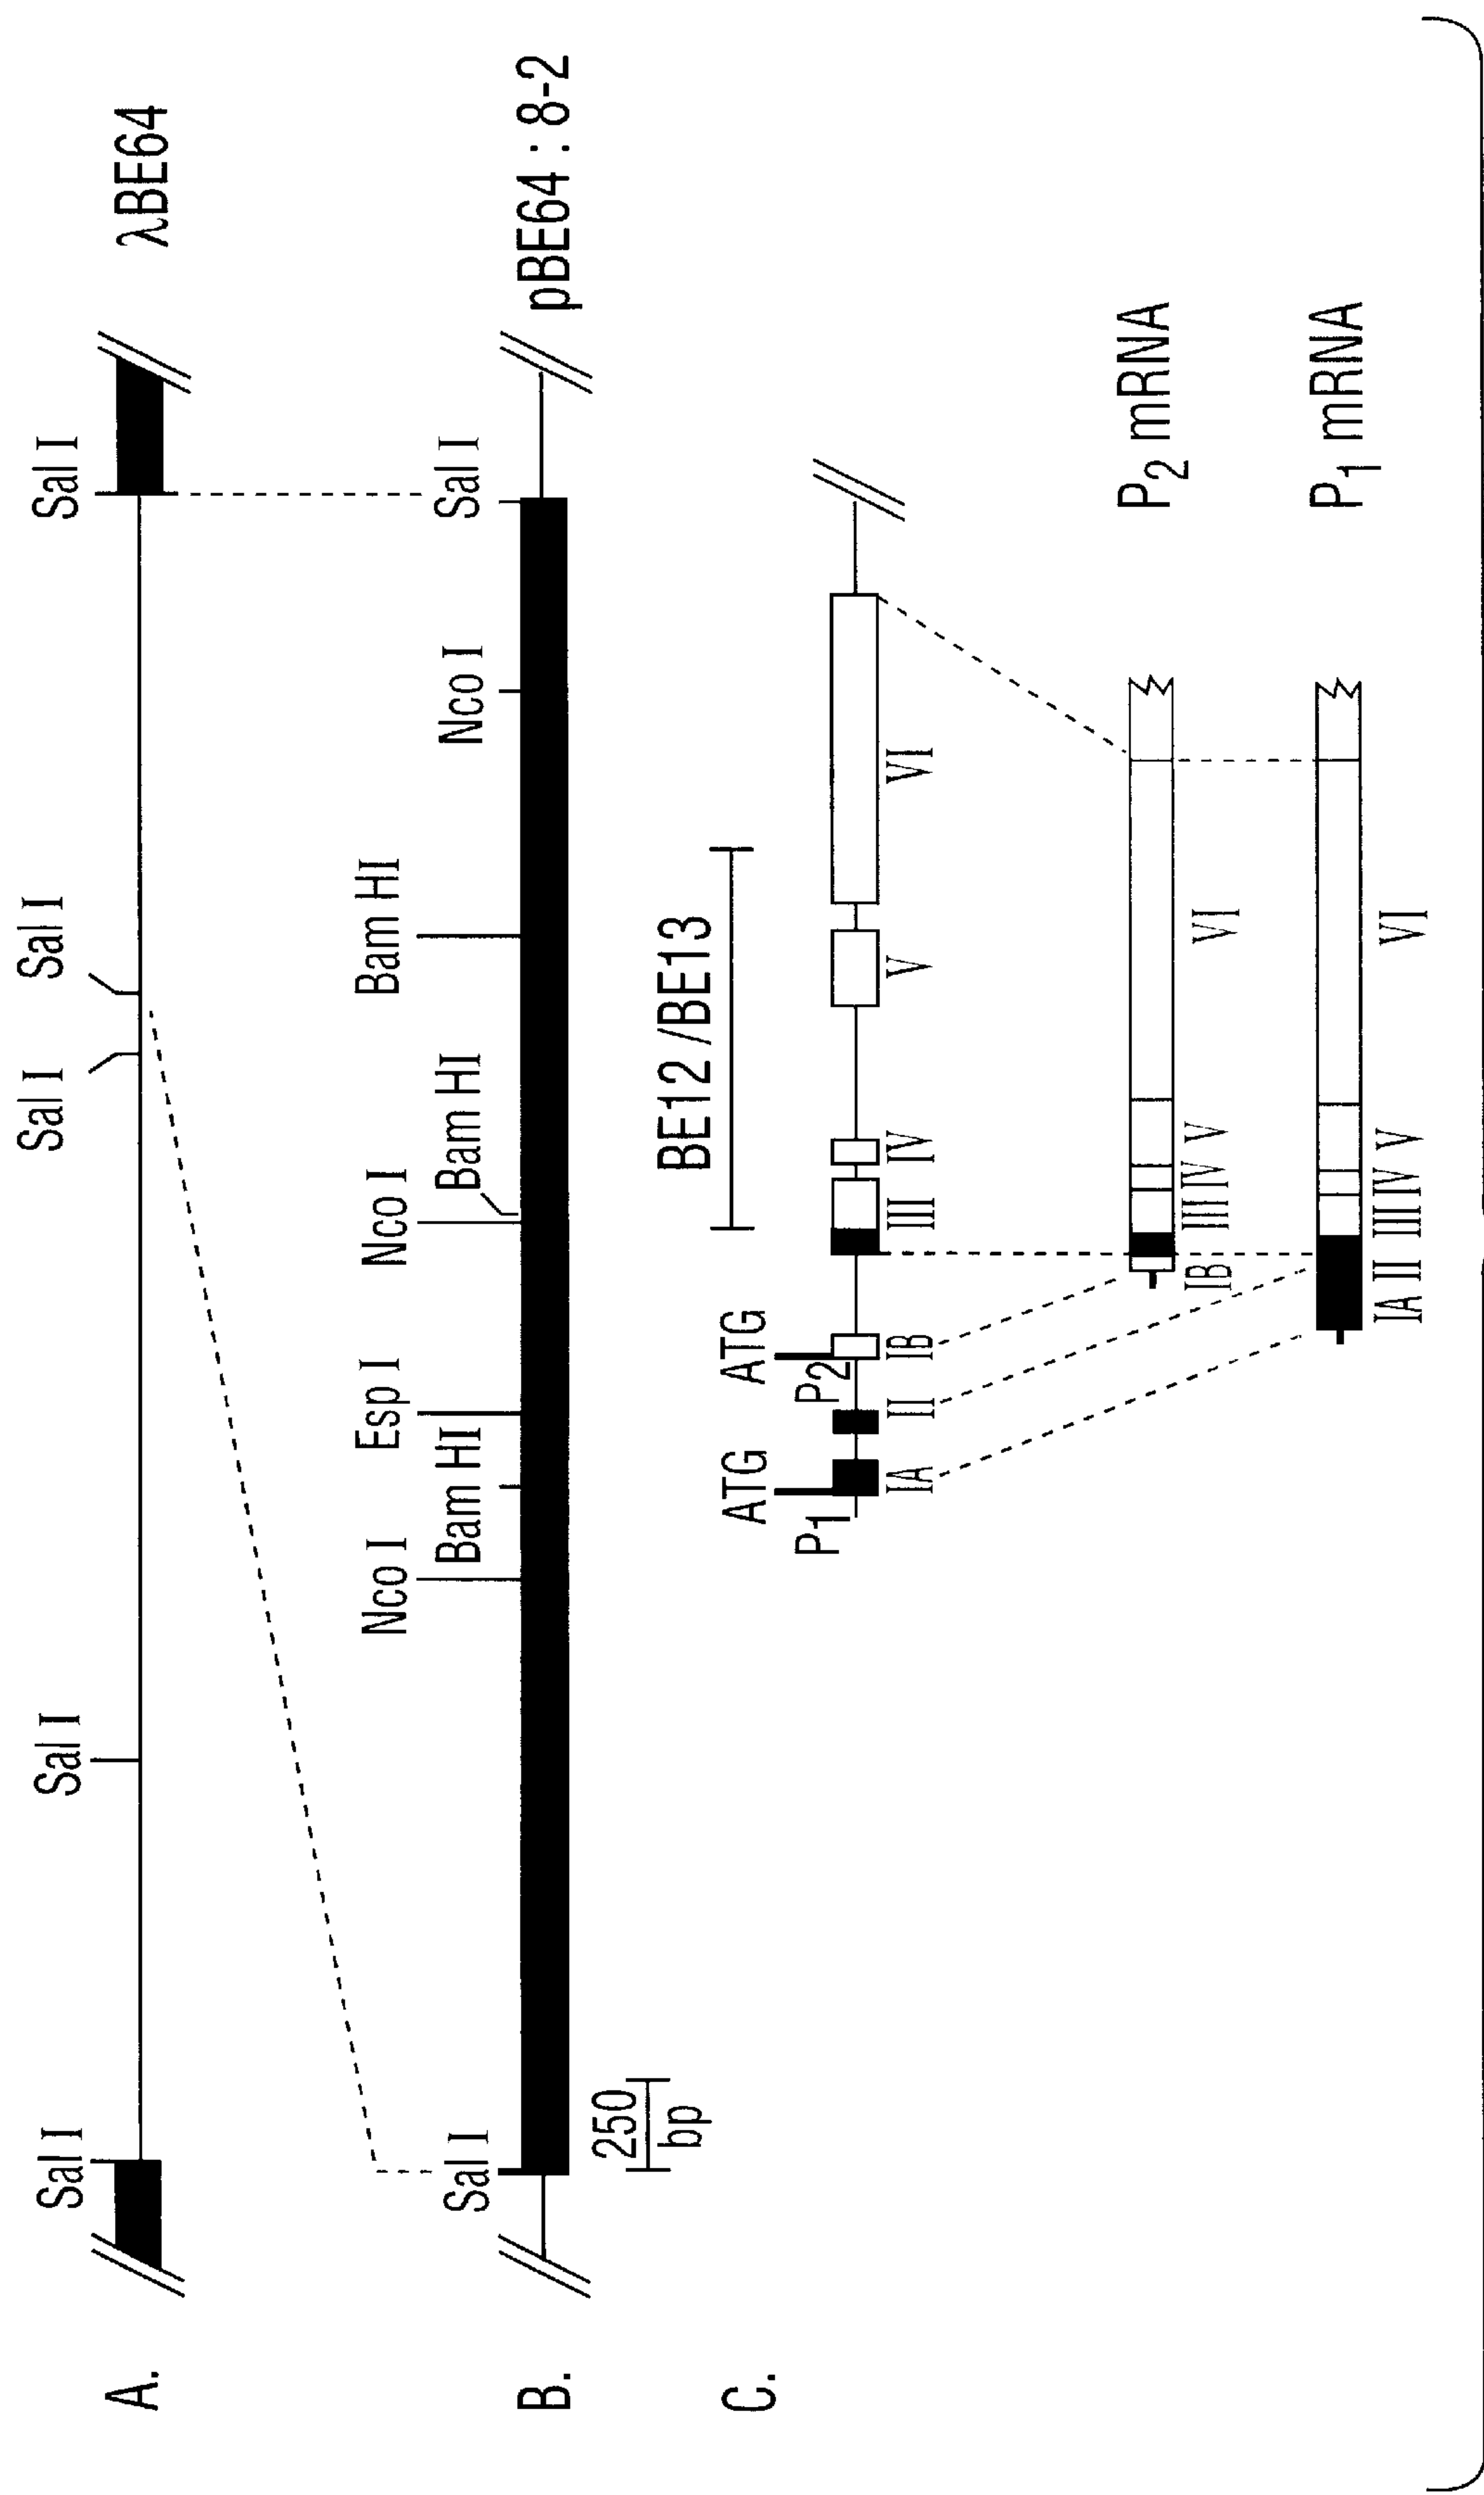 A.
Sal I
Sal I
Sal I
Sal I
Sal I
λBE64
B.
Sal I
Nco I
Bam HI
Esp I
Nco I
Bam HI
Bam HI
Nco I
Sal I
pBE64 : 8-2
250
bp
BE12 /BE13
C.
ATG
ATG
P1
P2
IA
II
IB
III
IV
V
VI
P2 mRNA
IB
III
IV
V
VI
P1 mRNA
IA
II
III
IV
V
VI